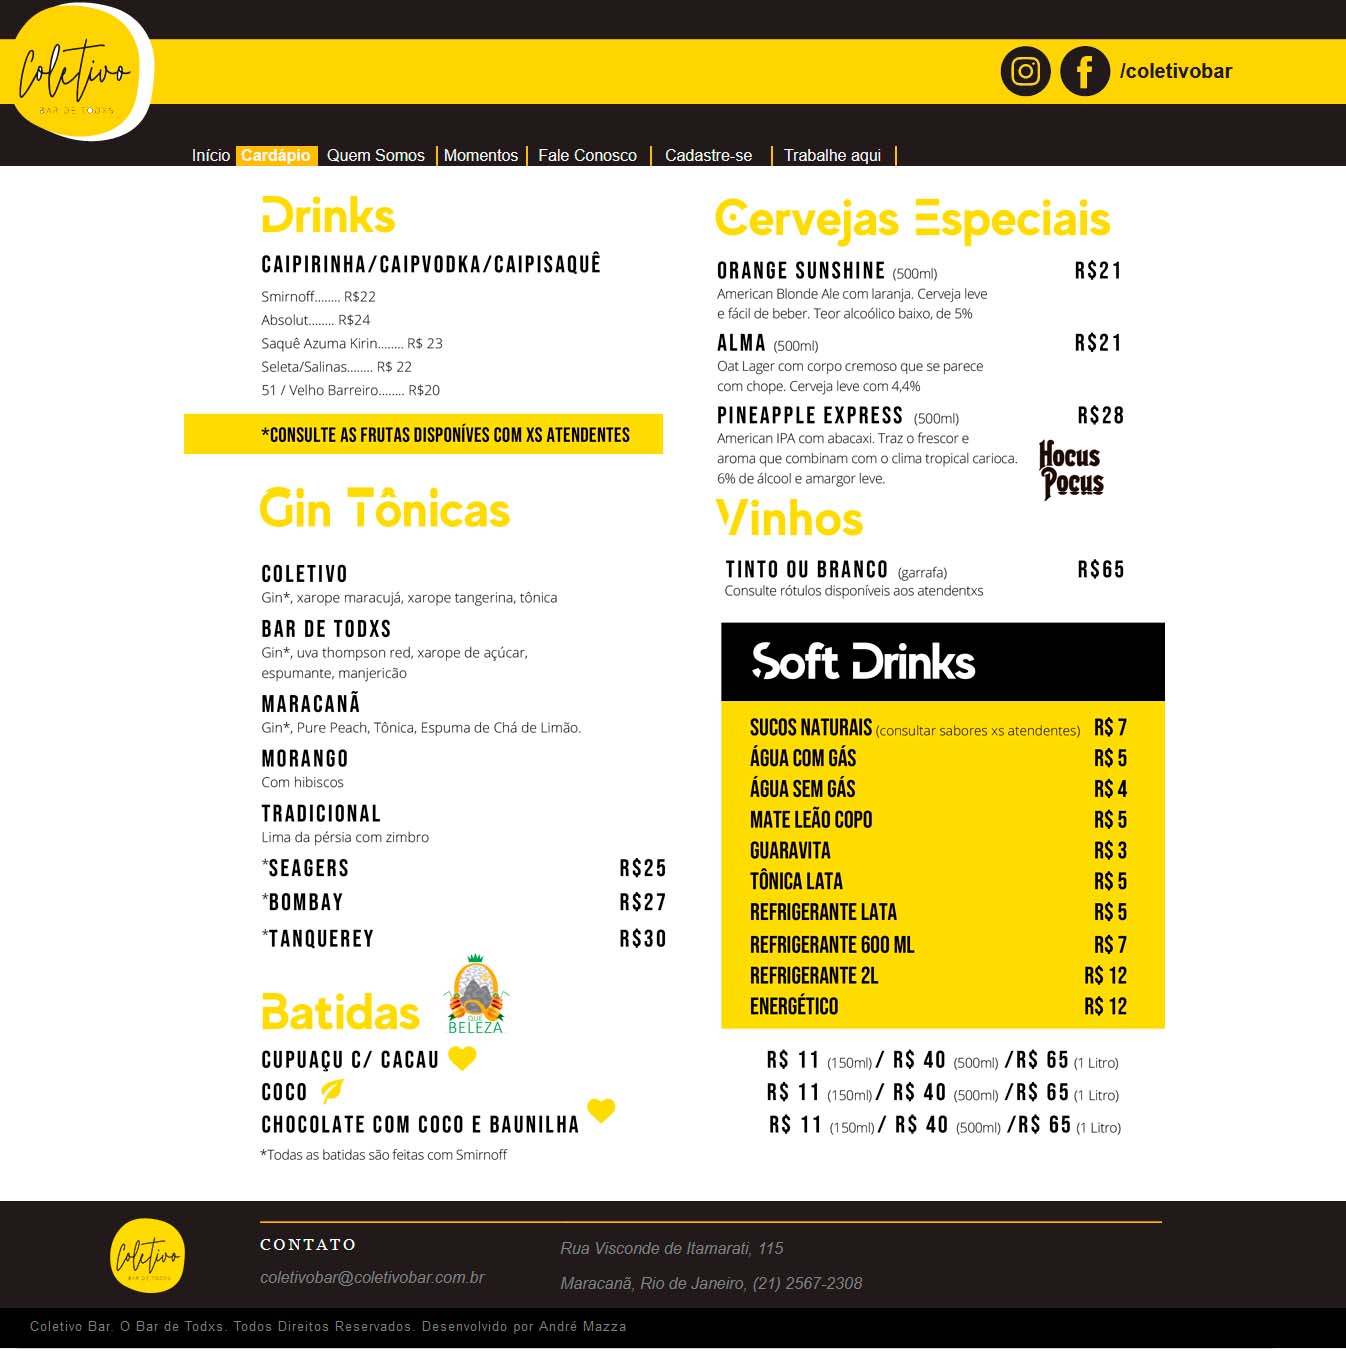 Coletivo
BAR DE TODXS
/coletivobar
Início Cardápio Quem Somos Momentos Fale Conosco Cadastre-se Trabalhe aqui
Drinks
CAIPIRINHA/CAIPVODKA/CAIPISAQUÊ
Smirnoff........ R$22
Absolut........ R$24
Saquê Azuma Kirin........ R$ 23
Seleta/Salinas........ R$ 22
51 / Velho Barreiro........ R$20
*CONSULTE AS FRUTAS DISPONÍVES COM XS ATENDENTES
Gin Tônicas
COLETIVO
Gin*, xarope maracujá, xarope tangerina, tônica
BAR DE TODXS
Gin*, uva thompson red, xarope de açúcar,
espumante, manjericão
MARACANÃ
Gin*, Pure Peach, Tônica, Espuma de Chá de Limão.
MORANGO
Com hibiscos
TRADICIONAL
Lima da pérsia com zimbro
*SEAGERS R$25
*BOMBAY R$27
*TANQUEREY R$30
Cervejas Especiais
ORANGE SUNSHINE (500ml) R$21
American Blonde Ale com laranja. Cerveja leve
e fácil de beber. Teor alcoólico baixo, de 5%
ALMA (500ml) R$21
Oat Lager com corpo cremoso que se parece
com chope. Cerveja leve com 4,4%
PINEAPPLE EXPRESS (500ml) R$28
American IPA com abacaxi. Traz o frescor e
aroma que combinam com o clima tropical carioca.
6% de álcool e amargor leve.
Hocus
Pocus
Vinhos
TINTO OU BRANCO (garrafa) R$65
Consulte rótulos disponíveis aos atendentxs
Soft Drinks
SUCOS NATURAIS (consultar sabores xs atendentes) R$ 7
ÁGUA COM GÁS R$ 5
ÁGUA SEM GÁS R$ 4
MATE LEÃO COPO R$ 5
GUARAVITA R$ 3
TÔNICA LATA R$ 5
REFRIGERANTE LATA R$ 5
REFRIGERANTE 600 ML R$ 7
REFRIGERANTE 2L R$ 12
ENERGÉTICO R$ 12
Batidas
QUE
BELEZA
CUPUAÇU C/ CACAU R$ 11 (150ml) / R$ 40 (500ml) /R$ 65 (1 Litro)
COCO R$ 11 (150ml) / R$ 40 (500ml) /R$ 65 (1 Litro)
CHOCOLATE COM COCO E BAUNILHA R$ 11 (150ml) / R$ 40 (500ml) /R$ 65 (1 Litro)
*Todas as batidas são feitas com Smirnoff
Coletivo
BAR DE TODXS
CONTATO
coletivobar@coletivobar.com.br
Rua Visconde de Itamarati, 115
Maracanã, Rio de Janeiro, (21) 2567-2308
Coletivo Bar. O Bar de Todxs. Todos Direitos Reservados. Desenvolvido por André Mazza